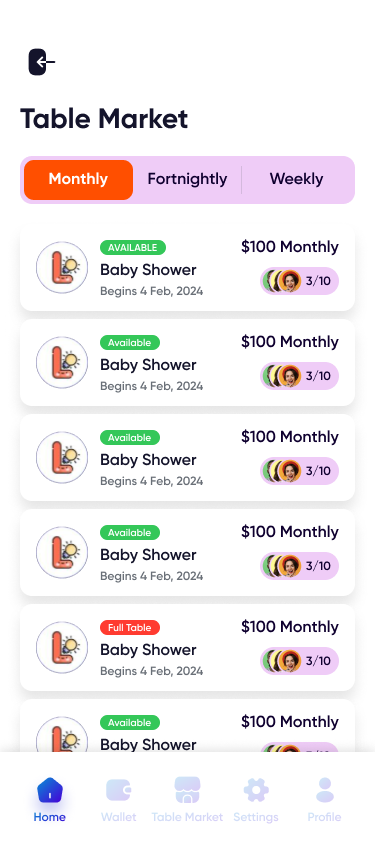 Table Market
Monthly Fortnightly Weekly
AVAILABLE
$100 Monthly
Baby Shower
3/10
Begins 4 Feb, 2024
Available
$100 Monthly
Baby Shower
3/10
Begins 4 Feb, 2024
Available
$100 Monthly
Baby Shower
3/10
Begins 4 Feb, 2024
Available
$100 Monthly
Baby Shower
3/10
Begins 4 Feb, 2024
Full Table
$100 Monthly
Baby Shower
3/10
Begins 4 Feb, 2024
Available
$100 Monthly
Baby Shower
Home Wallet Table Market Settings Profile